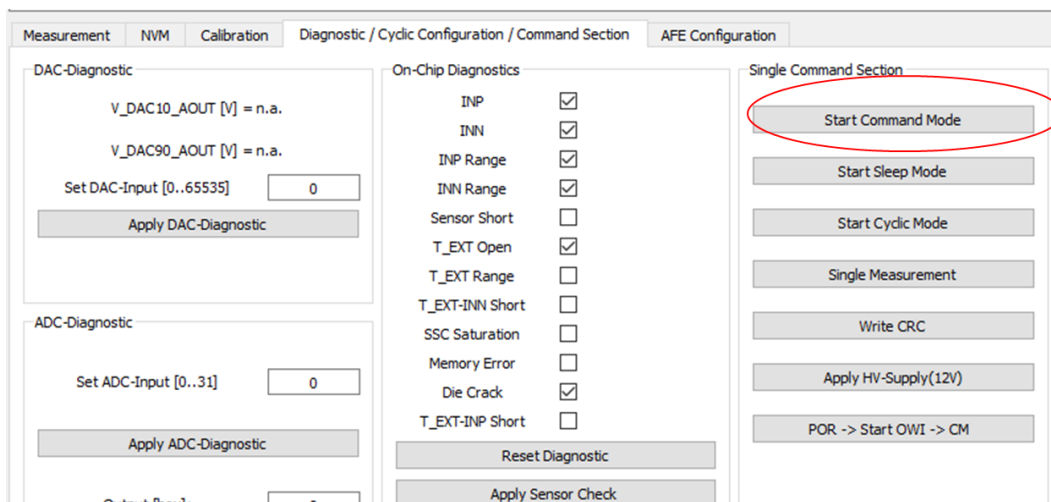 Measurement
NVM
Calibration
Diagnostic / Cyclic Configuration / Command Section
AFE Configuration
DAC-Diagnostic
V_DAC10_AOUT [V] = n.a.
V_DAC90_AOUT [V] = n.a.
Set DAC-Input [0..65535]
0
Apply DAC-Diagnostic
ADC-Diagnostic
Set ADC-Input [0..31]
0
Apply ADC-Diagnostic
On-Chip Diagnostics
INP
INN
INP Range
INN Range
Sensor Short
T_EXT Open
T_EXT Range
T_EXT-INN Short
SSC Saturation
Memory Error
Die Crack
T_EXT-INP Short
Reset Diagnostic
Apply Sensor Check
Single Command Section
Start Command Mode
Start Sleep Mode
Start Cyclic Mode
Single Measurement
Write CRC
Apply HV-Supply(12V)
POR -> Start OWI -> CM